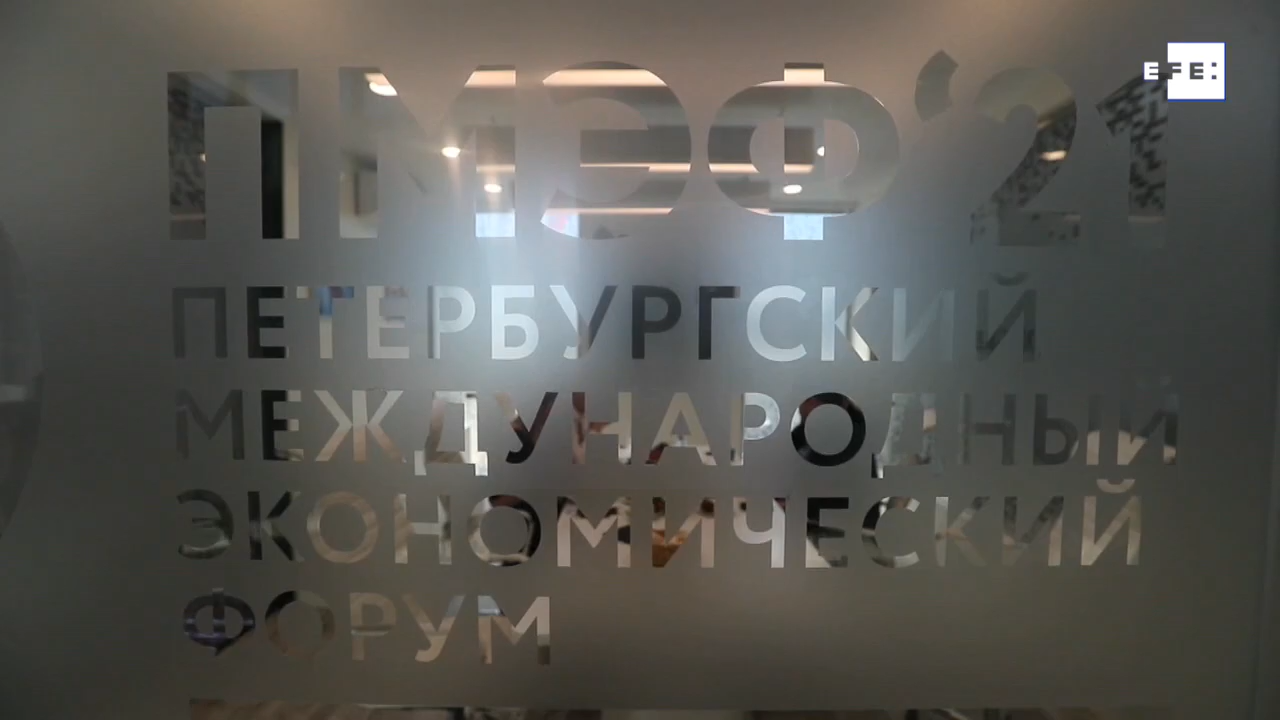 EFE:
ПМЭФ'21
ПЕТЕРБУРГСКИЙ
МЕЖДУНАРОДНЫЙ
ЭКОНОМИЧЕСКИЙ
ФОРУМ